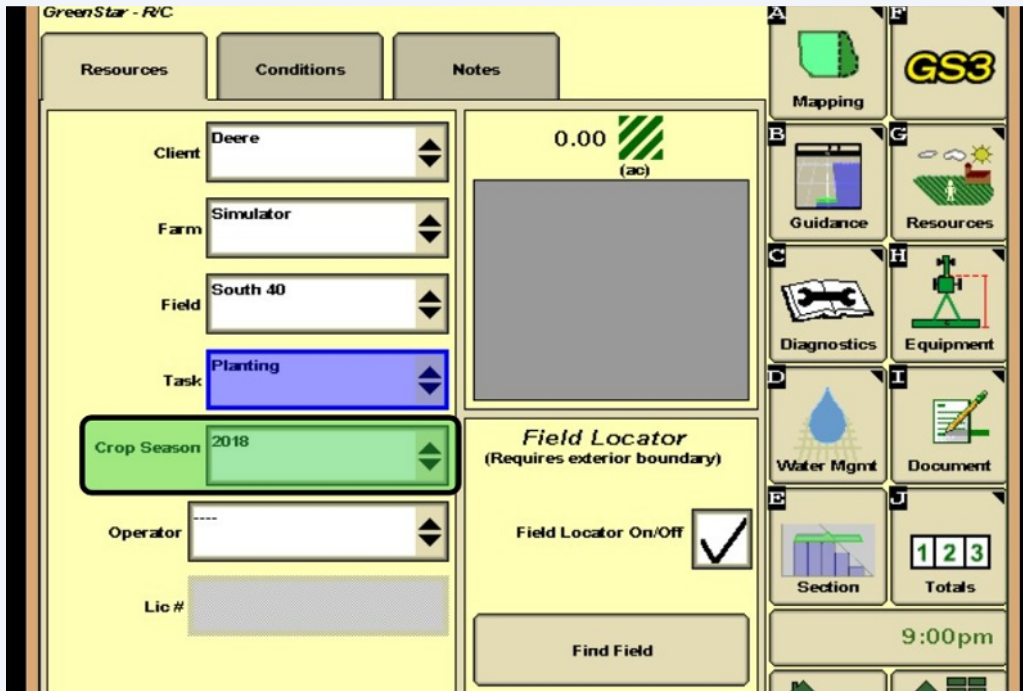 GreenStar - R/C
Resources
Conditions
Notes
Client
Deere
Farm
Simulator
Field
South 40
Task
Planting
Crop Season
2018
Operator
----
Lic #
0.00
(ac)
Field Locator
(Requires exterior boundary)
Field Locator On/Off
Find Field
A
Mapping
F
GS3
B
Guidance
G
Resources
C
Diagnostics
H
Equipment
D
Water Mgmt
I
Document
E
Section
J
1 2 3
Totals
9:00pm